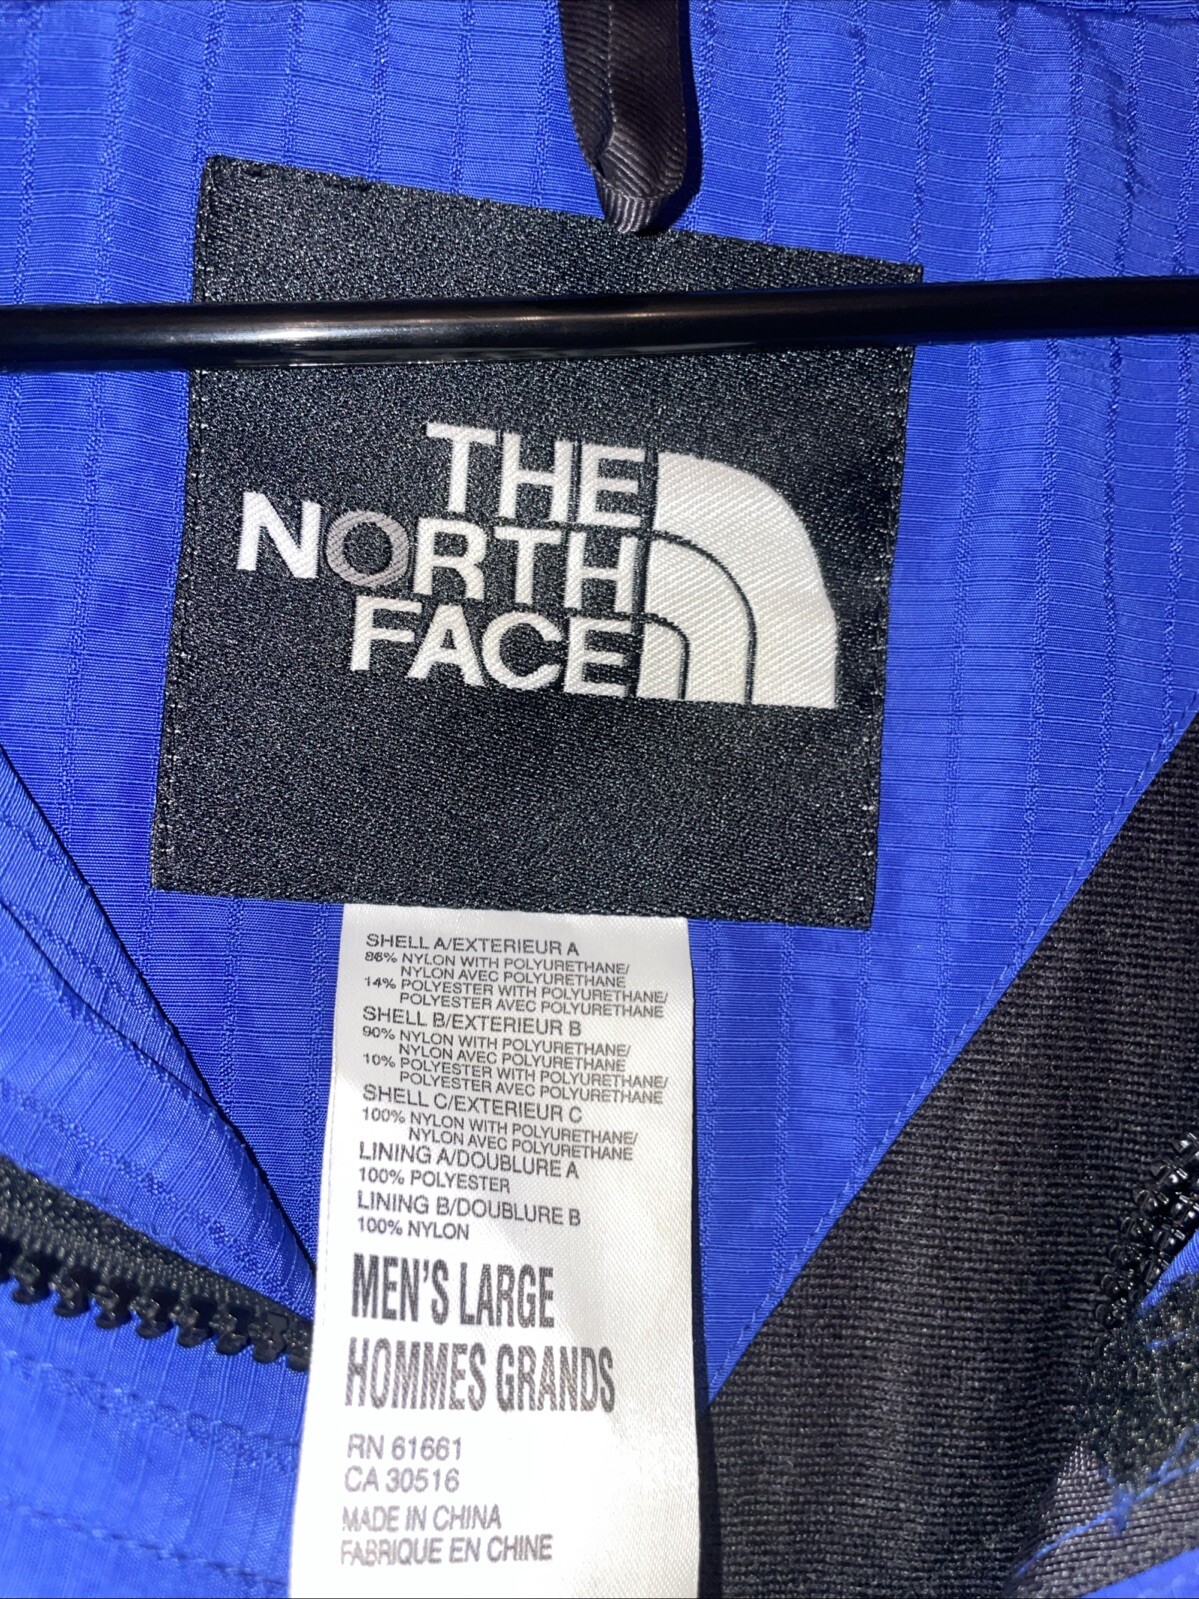 THE
NORTH
FACE
SHELL A/EXTERIEUR A
86% NYLON WITH POLYURETHANE/
NYLON AVEC POLYURETHANE
14% POLYESTER WITH POLYURETHANE/
POLYESTER AVEC POLYURETHANE
SHELL B/EXTERIEUR B
90% NYLON WITH POLYURETHANE/
NYLON AVEC POLYURETHANE
10% POLYESTER WITH POLYURETHANE/
POLYESTER AVEC POLYURETHANE
SHELL C/EXTERIEUR C
100% NYLON WITH POLYURETHANE/
NYLON AVEC POLYURETHANE
LINING A/DOUBLURE A
100% POLYESTER
LINING B/DOUBLURE B
100% NYLON
MEN'S LARGE
HOMMES GRANDS
RN 61661
CA 30516
MADE IN CHINA
FABRIQUE EN CHINE